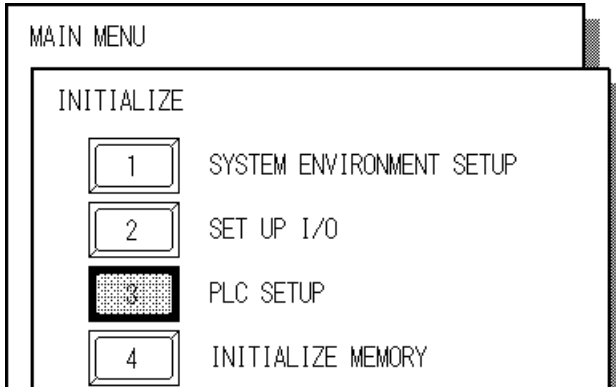 MAIN MENU
INITIALIZE
1 SYSTEM ENVIRONMENT SETUP
2 SET UP I/O
3 PLC SETUP
4 INITIALIZE MEMORY